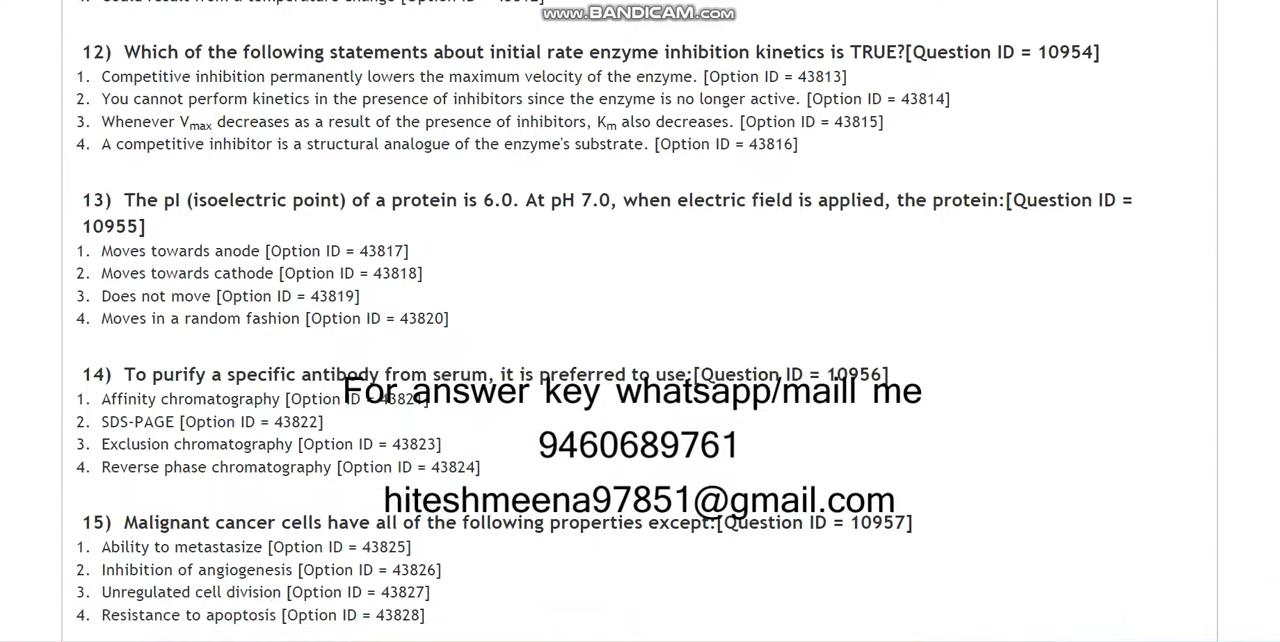 4. Could result from a temperature change [Option ID = 43812]
www.BANDICAM.com
12) Which of the following statements about initial rate enzyme inhibition kinetics is TRUE?[Question ID = 10954]
1. Competitive inhibition permanently lowers the maximum velocity of the enzyme. [Option ID = 43813]
2. You cannot perform kinetics in the presence of inhibitors since the enzyme is no longer active. [Option ID = 43814]
3. Whenever Vmax decreases as a result of the presence of inhibitors, Km also decreases. [Option ID = 43815]
4. A competitive inhibitor is a structural analogue of the enzyme's substrate. [Option ID = 43816]
13) The pI (isoelectric point) of a protein is 6.0. At pH 7.0, when electric field is applied, the protein:[Question ID =
10955]
1. Moves towards anode [Option ID = 43817]
2. Moves towards cathode [Option ID = 43818]
3. Does not move [Option ID = 43819]
4. Moves in a random fashion [Option ID = 43820]
14) To purify a specific antibody from serum, it is preferred to use:[Question ID = 10956]
For answer key whatsapp/maill me
1. Affinity chromatography [Option ID = 43821]
2. SDS-PAGE [Option ID = 43822]
3. Exclusion chromatography [Option ID = 43823]
9460689761
4. Reverse phase chromatography [Option ID = 43824]
hiteshmeena97851@gmail.com
15) Malignant cancer cells have all of the following properties except:[Question ID = 10957]
1. Ability to metastasize [Option ID = 43825]
2. Inhibition of angiogenesis [Option ID = 43826]
3. Unregulated cell division [Option ID = 43827]
4. Resistance to apoptosis [Option ID = 43828]